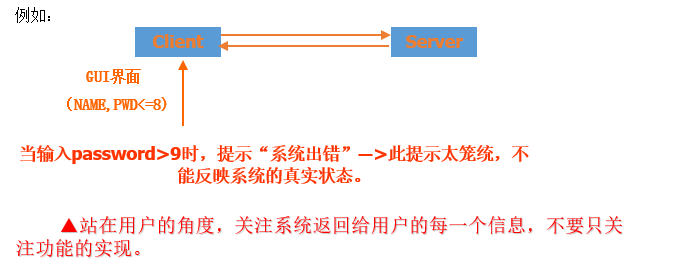 例如：
Client
Server
GUI界面
(NAME,PWD<=8)
当输入password>9时，提示“系统出错”—>此提示太笼统，不
能反映系统的真实状态。
▲站在用户的角度，关注系统返回给用户的每一个信息，不要只关
注功能的实现。